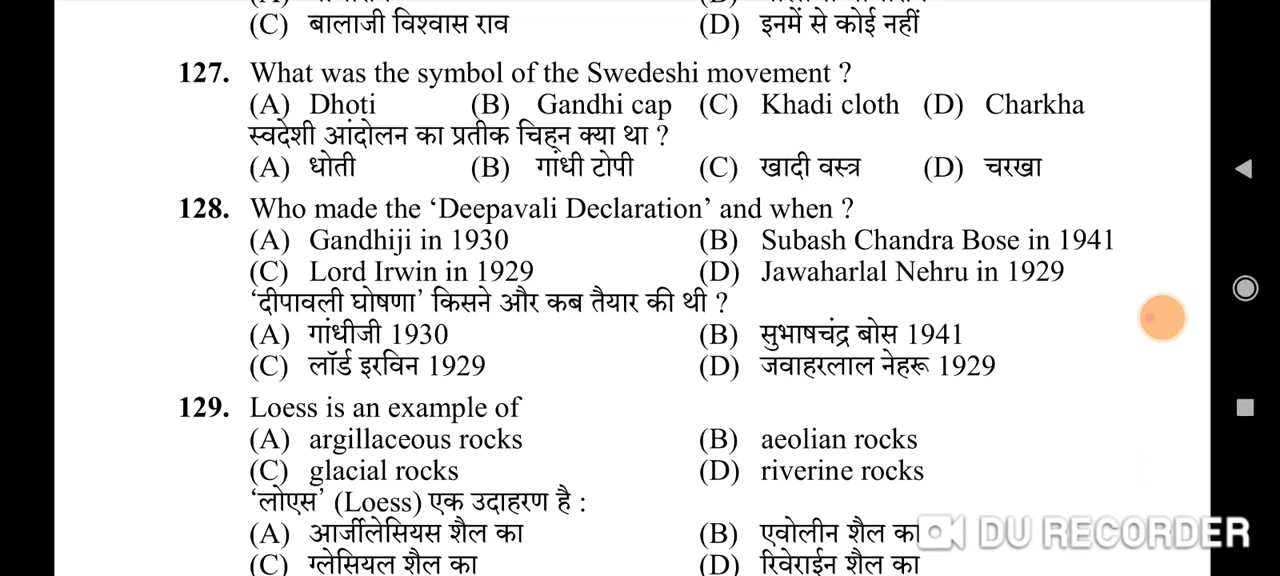 (C) बालाजी विश्वास राव (D) इनमें से कोई नहीं
127. What was the symbol of the Swedeshi movement ?
(A) Dhoti (B) Gandhi cap (C) Khadi cloth (D) Charkha
स्वदेशी आंदोलन का प्रतीक चिह्न क्या था ?
(A) धोती (B) गांधी टोपी (C) खादी वस्त्र (D) चरखा
128. Who made the ‘Deepavali Declaration’ and when ?
(A) Gandhiji in 1930 (B) Subash Chandra Bose in 1941
(C) Lord Irwin in 1929 (D) Jawaharlal Nehru in 1929
‘दीपावली घोषणा’ किसने और कब तैयार की थी ?
(A) गांधीजी 1930 (B) सुभाषचंद्र बोस 1941
(C) लॉर्ड इरविन 1929 (D) जवाहरलाल नेहरू 1929
129. Loess is an example of
(A) argillaceous rocks (B) aeolian rocks
(C) glacial rocks (D) riverine rocks
‘लोएस’ (Loess) एक उदाहरण है :
(A) आर्जीलेसियस शैल का (B) एवोलीन शैल का
(C) ग्लेसियल शैल का (D) रिवेराईन शैल का
DU RECORDER